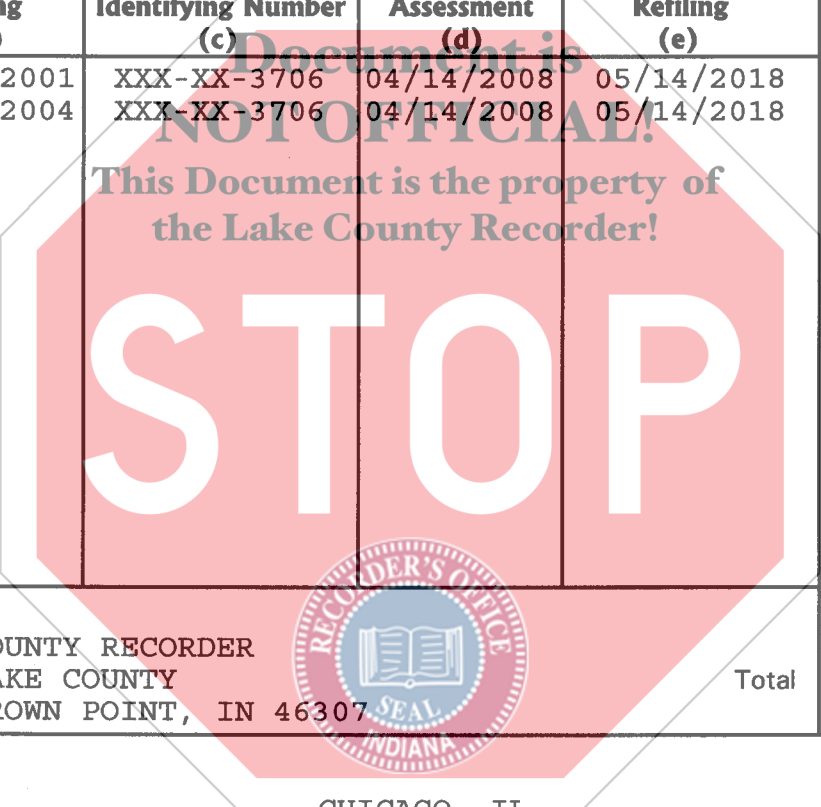 ng Identifying Number Assessment Refiling
) (c) (d) (e)
Document is
2001 XXX-XX-3706 04/14/2008 05/14/2018
2004 XXX-XX-3706 04/14/2008 05/14/2018
NOT OFFICIAL!
This Document is the property of
the Lake County Recorder!
STOP
RECORDER'S OFFICE
SEAL
INDIANA
OUNTY RECORDER
AKE COUNTY Total
ROWN POINT, IN 46307